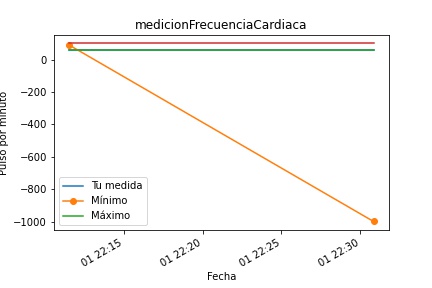 medicionFrecuenciaCardiaca
Pulso por minuto
0
−200
−400
−600
−800
−1000
Tu medida
Mínimo
Máximo
01 22:15
01 22:20
01 22:25
01 22:30
Fecha